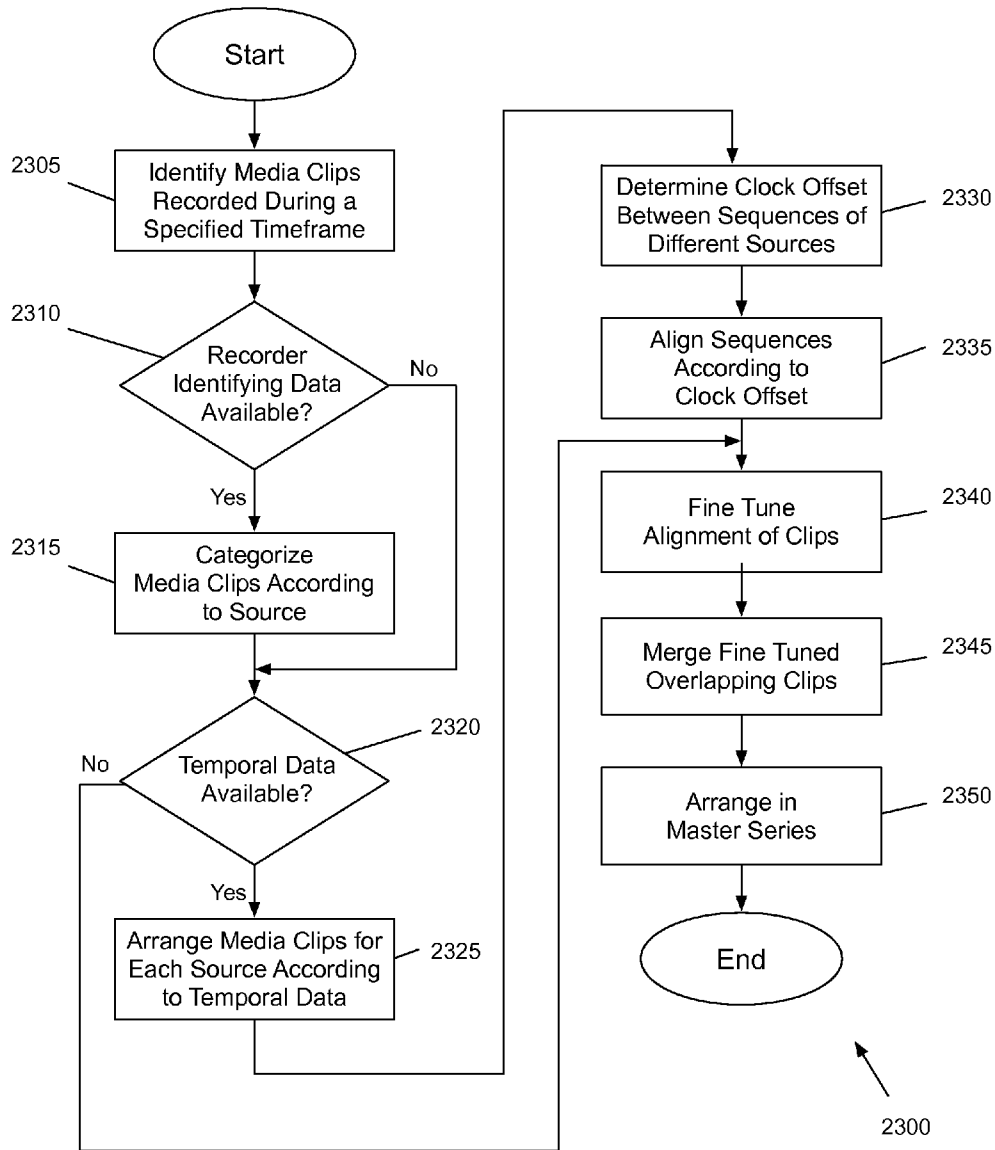 Start
2305
Identify Media Clips
Recorded During a
Specified Timeframe
2310
Recorder
Identifying Data
Available?
No
Yes
2315
Categorize
Media Clips According
to Source
2320
No
Temporal Data
Available?
Yes
Arrange Media Clips for
Each Source According
to Temporal Data
2325
Determine Clock Offset
Between Sequences of
Different Sources
2330
Align Sequences
According to
Clock Offset
2335
Fine Tune
Alignment of Clips
2340
Merge Fine Tuned
Overlapping Clips
2345
Arrange in
Master Series
2350
End
2300